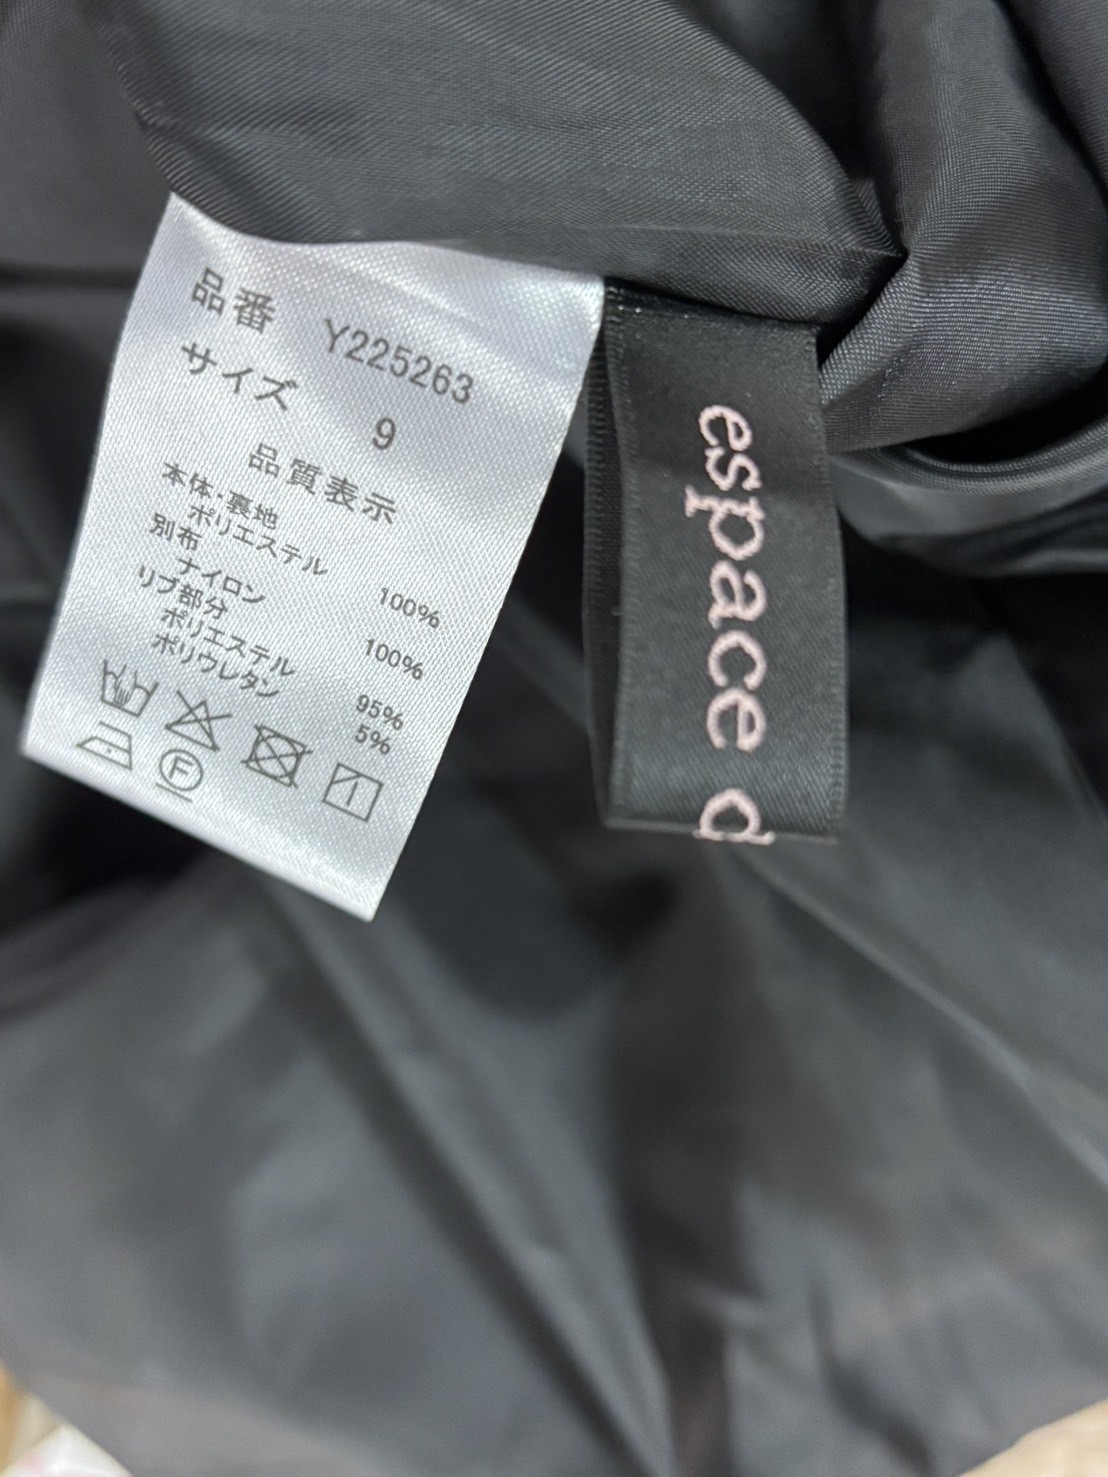 品番 Y225263
サイズ 9
品質表示
本体・裏地
ポリエステル 100%
別布
ナイロン 100%
リブ部分
ポリエステル 95%
ポリウレタン 5%
F
espace d